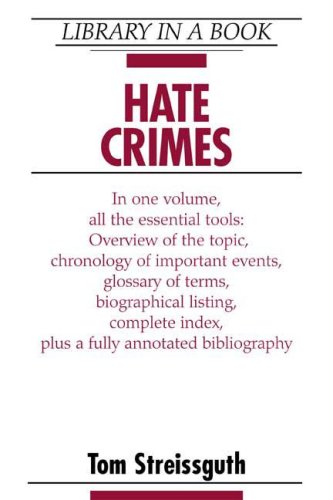 LIBRARY IN A BOOK
HATE
CRIMES
In one volume,
all the essential tools:
Overview of the topic,
chronology of important events,
glossary of terms,
biographical listing,
complete index,
plus a fully annotated bibliography
Tom Streissguth